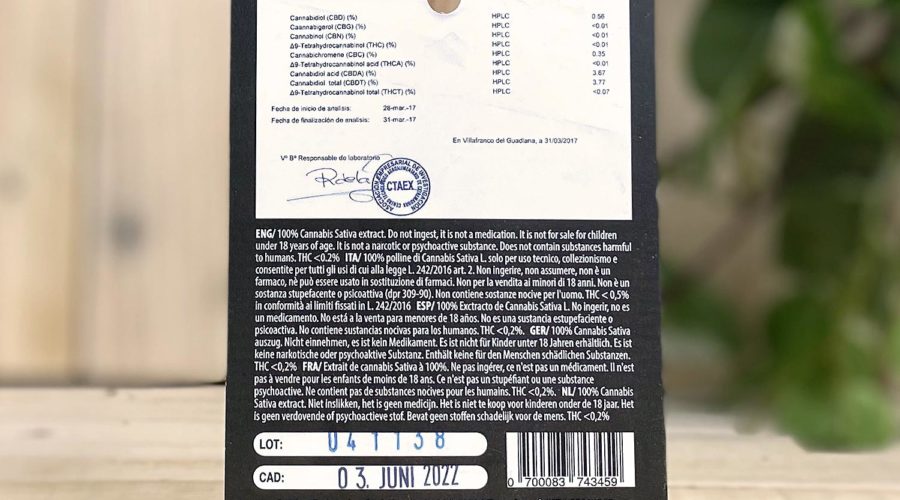 Cannabidiol (CBD) (%) HPLC 0.56
Caannabigerol (CBG) (%) HPLC <0.01
Cannabinol (CBN) (%) HPLC <0.01
Δ9-Tetrahydrocannabinol (THC) (%) HPLC <0.01
Cannabichromene (CBC) (%) HPLC 0.35
Δ9-Tetrahydrocannabinol acid (THCA) (%) HPLC <0.01
Cannabidiol acid (CBDA) (%) HPLC 3.67
Cannabidiol total (CBDT) (%) HPLC 3.77
Δ9-Tetrahydrocannabinol total (THCT) (%) HPLC <0.07
Fecha de inicio de analisis: 28-mar.-17
Fecha de finalización de analisis: 31-mar.-17
En Villafranco del Guadiana, a 31/03/2017
Vº Bº Responsable de laboratorio
CTAEX
ENG/ 100% Cannabis Sativa extract. Do not ingest, it is not a medication. It is not for sale for children
under 18 years of age. It is not a narcotic or psychoactive substance. Does not contain substances harmful
to humans. THC <0.2% ITA/ 100% polline di Cannabis Sativa L. solo per uso tecnico, collezionismo e
consentite per tutti gli usi di cui alla legge L. 242/2016 art. 2. Non ingerire, non assumere, non è un
farmaco, nè può essere usato in sostituzione di farmaci. Non per la vendita ai minori di 18 anni. Non è un
sostanza stupefacente o psicoattiva (dpr 309-90). Non contiene sostanze nocive per l'uomo. THC < 0,5%
in conformità ai limiti fissati in L. 242/2016 ESP/ 100% Exctracto de Cannabis Sativa L. No ingerir, no es
un medicamento. No está a la venta para menores de 18 años. No es una sustancia estupefaciente o
psicoactiva. No contiene sustancias nocivas para los humanos. THC <0,2%. GER/ 100% Cannabis Sativa
auszug. Nicht einnehmen, es ist kein Medikament. Es ist nicht für Kinder unter 18 Jahren erhältlich. Es ist
keine narkotische oder psychoaktive Substanz. Enthält keine für den Menschen schädlichen Substanzen.
THC <0,2% FRA/ Extrait de cannabis Sativa à 100%. Ne pas ingérer, ce n'est pas un médicament. Il n'est
pas à vendre pour les enfants de moins de 18 ans. Ce n'est pas un stupéfiant ou une substance
psychoactive. Ne contient pas de substances nocives pour les humains. THC <0,2%. NL/ 100% Cannabis
Sativa extract. Niet inslikken, het is geen medicijn. Het is niet te koop voor kinderen onder de 18 jaar. Het
is geen verdovende of psychoactieve stof. Bevat geen stoffen schadelijk voor de mens. THC <0,2%
LOT: 041138
CAD: 03. JUNI 2022
0 700083 743459